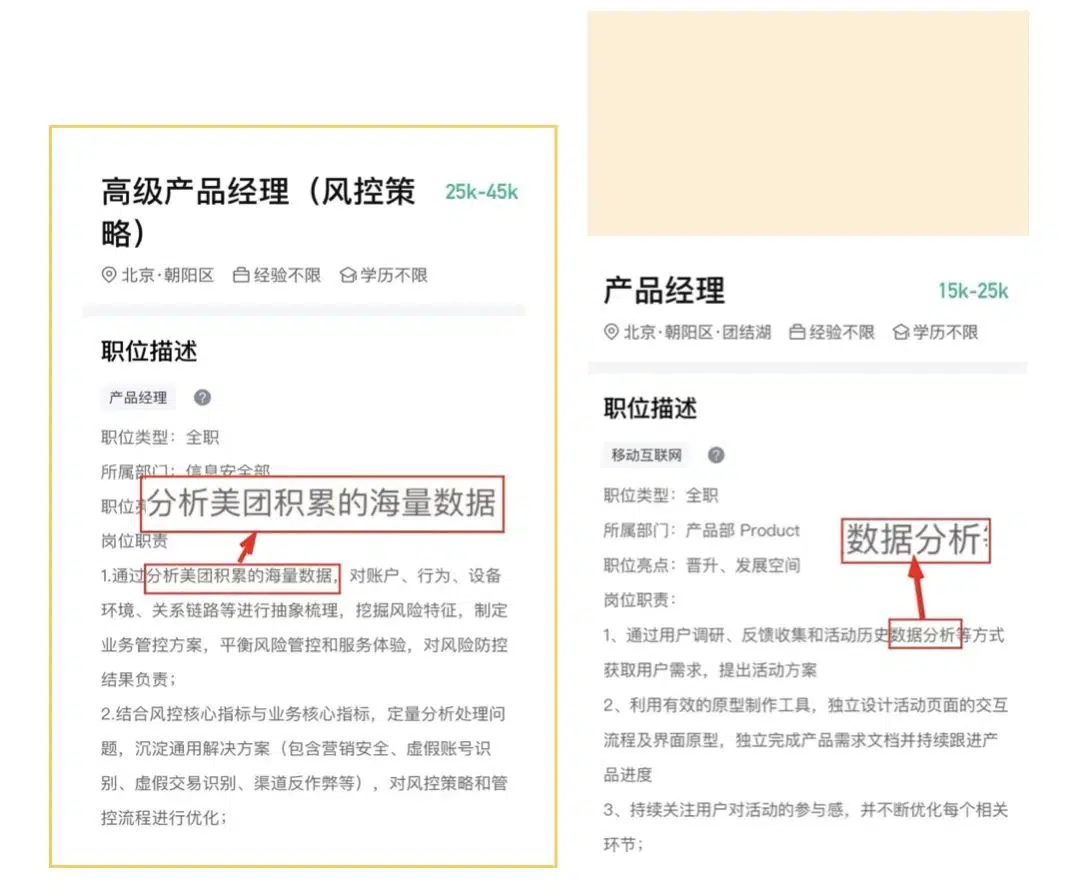 高级产品经理（风控策
略）
25k-45k
北京·朝阳区 经验不限 学历不限
职位描述
产品经理 ?
职位类型：全职
所属部门：信息安全部
职位
分析美团积累的海量数据
岗位职责
1.通过分析美团积累的海量数据，对账户、行为、设备
环境、关系链路等进行抽象梳理，挖掘风险特征，制定
业务管控方案，平衡风险管控和服务体验，对风险防控
结果负责；
2.结合风控核心指标与业务核心指标，定量分析处理问
题，沉淀通用解决方案（包含营销安全、虚假账号识
别、虚假交易识别、渠道反作弊等），对风控策略和管
控流程进行优化；
产品经理 15k-25k
北京·朝阳区·团结湖 经验不限 学历不限
职位描述
移动互联网 ?
职位类型：全职
所属部门：产品部 Product
数据分析
职位亮点：晋升、发展空间
岗位职责：
1、通过用户调研、反馈收集和活动历史数据分析等方式
获取用户需求，提出活动方案
2、利用有效的原型制作工具，独立设计活动页面的交互
流程及界面原型，独立完成产品需求文档并持续跟进产
品进度
3、持续关注用户对活动的参与感，并不断优化每个相关
环节；